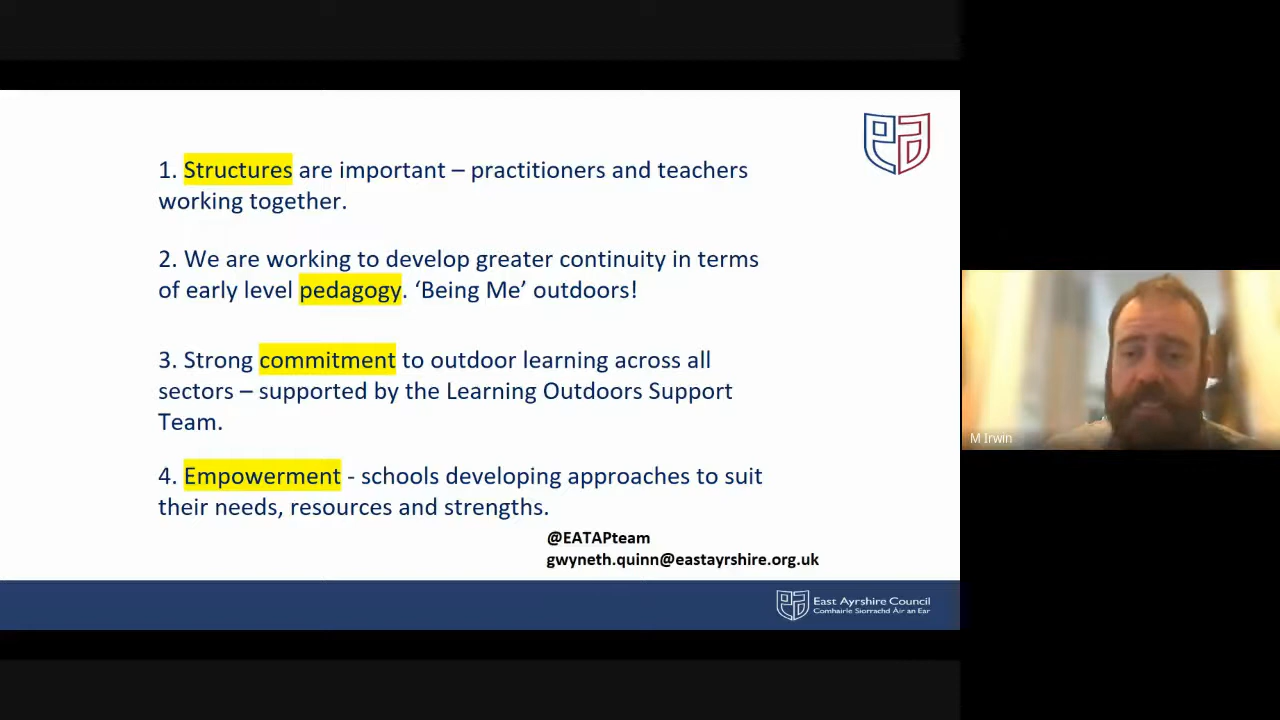 1. Structures are important – practitioners and teachers
working together.
2. We are working to develop greater continuity in terms
of early level pedagogy. ‘Being Me’ outdoors!
3. Strong commitment to outdoor learning across all
sectors – supported by the Learning Outdoors Support
Team.
4. Empowerment - schools developing approaches to suit
their needs, resources and strengths.
@EATAPteam
gwyneth.quinn@eastayrshire.org.uk
East Ayrshire Council
Comhairle Siorrachd Àir an Ear
M Irwin